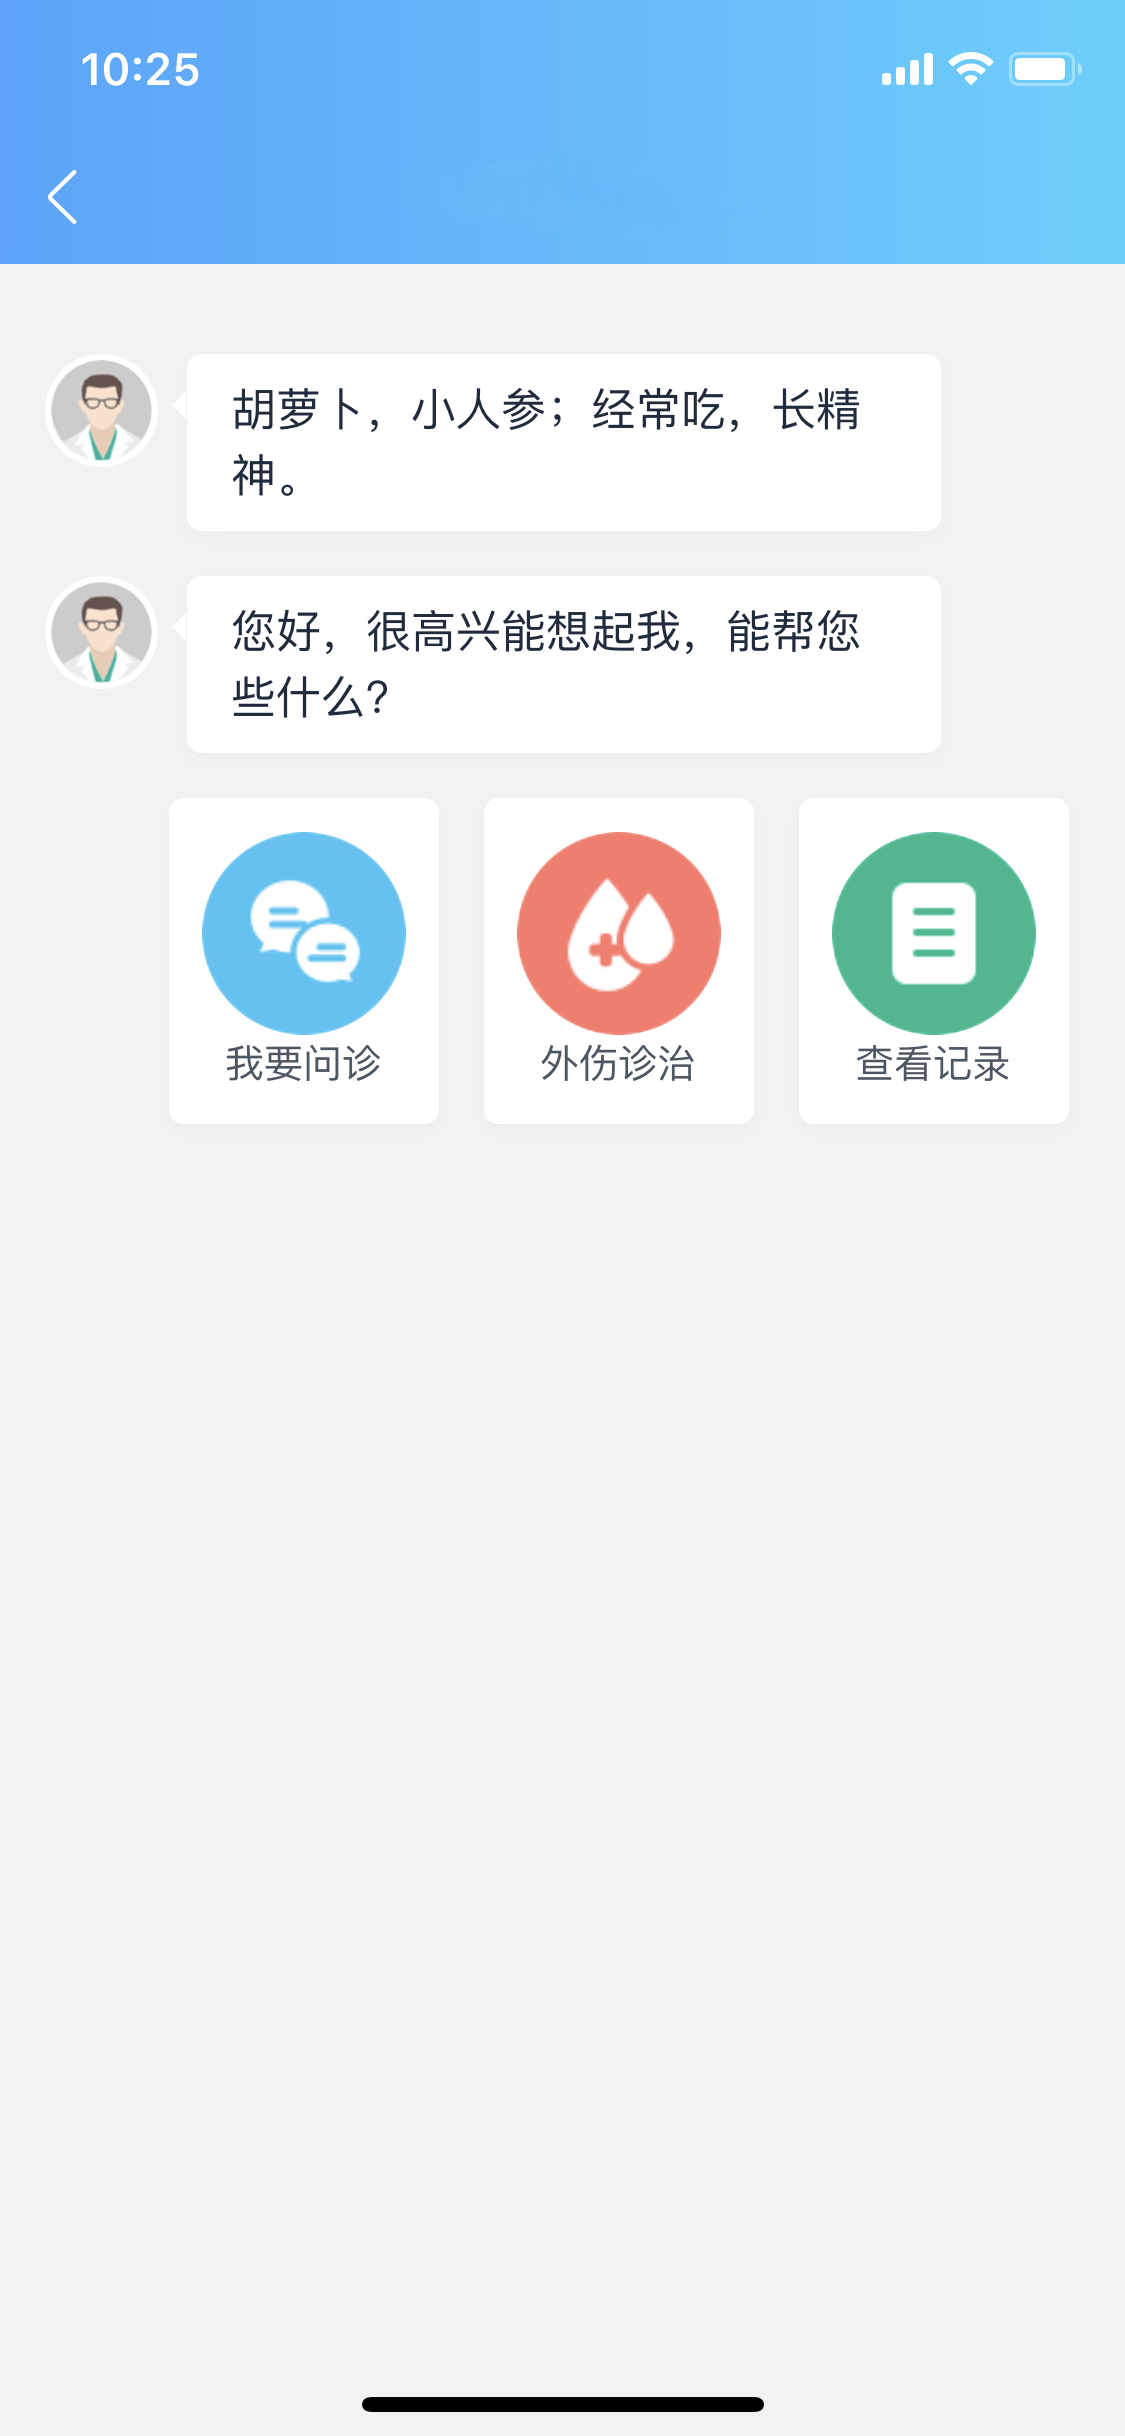 10:25
胡萝卜，小人参；经常吃，长精
神。
您好，很高兴能想起我，能帮您
些什么?
我要问诊
外伤诊治
查看记录